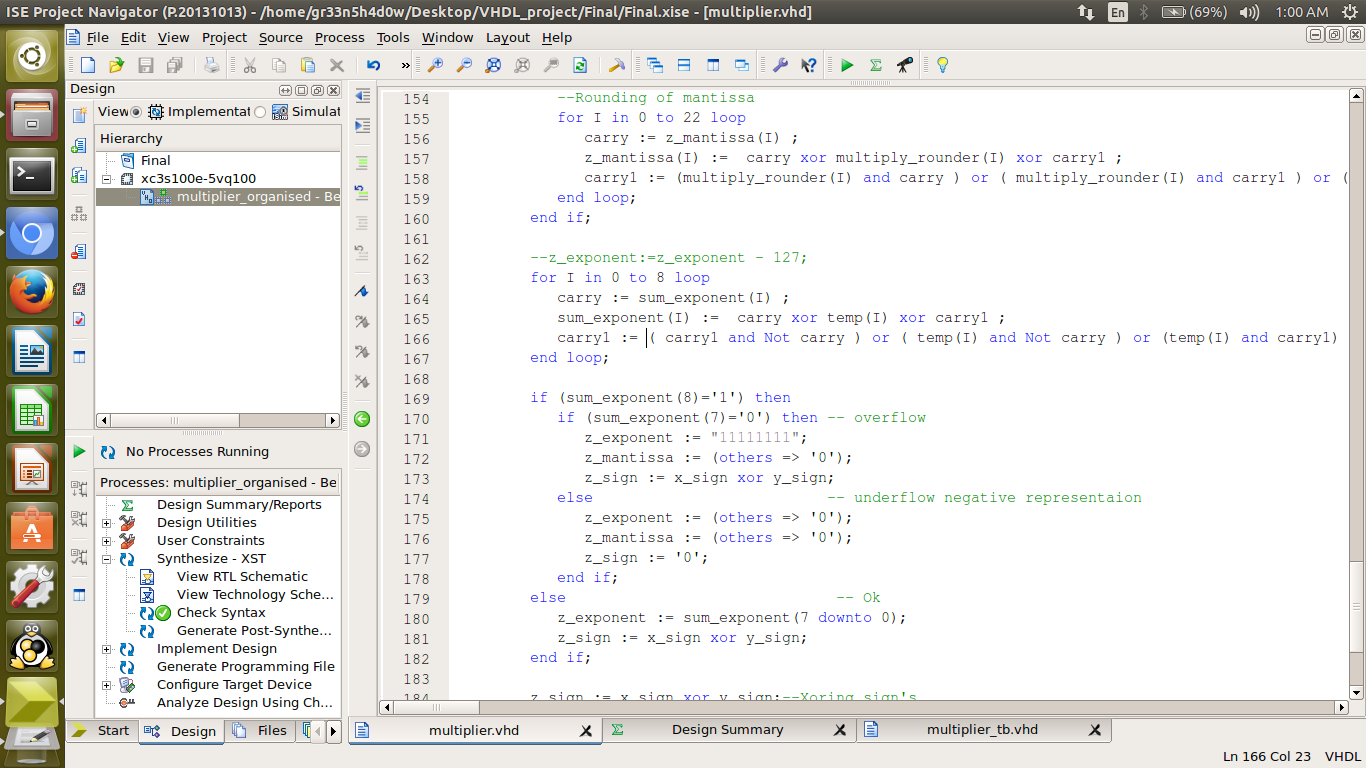 ISE Project Navigator (P.20131013) - /home/gr33n5h4d0w/Desktop/VHDL_project/Final/Final.xise - [multiplier.vhd]
En (69%) 1:00 AM
File Edit View Project Source Process Tools Window Layout Help
Design
View Implementat Simulat
Hierarchy
Final
xc3s100e-5vq100
multiplier_organised - Be
No Processes Running
Processes: multiplier_organised - Be
Design Summary/Reports
Design Utilities
User Constraints
Synthesize - XST
View RTL Schematic
View Technology Sche...
Check Syntax
Generate Post-Synthe...
Implement Design
Generate Programming File
Configure Target Device
Analyze Design Using Ch...
Start Design Files
154 --Rounding of mantissa
155 for I in 0 to 22 loop
156 carry := z_mantissa(I) ;
157 z_mantissa(I) :=  carry xor multiply_rounder(I) xor carry1 ;
158 carry1 := (multiply_rounder(I) and carry ) or ( multiply_rounder(I) and carry1 ) or (
159 end loop;
160 end if;
161
162 --z_exponent:=z_exponent - 127;
163 for I in 0 to 8 loop
164 carry := sum_exponent(I) ;
165 sum_exponent(I) :=  carry xor temp(I) xor carry1 ;
166 carry1 := ( carry1 and Not carry ) or ( temp(I) and Not carry ) or (temp(I) and carry1)
167 end loop;
168
169 if (sum_exponent(8)='1') then
170 if (sum_exponent(7)='0') then -- overflow
171 z_exponent := "11111111";
172 z_mantissa := (others => '0');
173 z_sign := x_sign xor y_sign;
174 else -- underflow negative representaion
175 z_exponent := (others => '0');
176 z_mantissa := (others => '0');
177 z_sign := '0';
178 end if;
179 else -- Ok
180 z_exponent := sum_exponent(7 downto 0);
181 z_sign := x_sign xor y_sign;
182 end if;
183
184 z_sign := x_sign xor y_sign;--Xoring sign's
multiplier.vhd Design Summary multiplier_tb.vhd
Ln 166 Col 23 VHDL